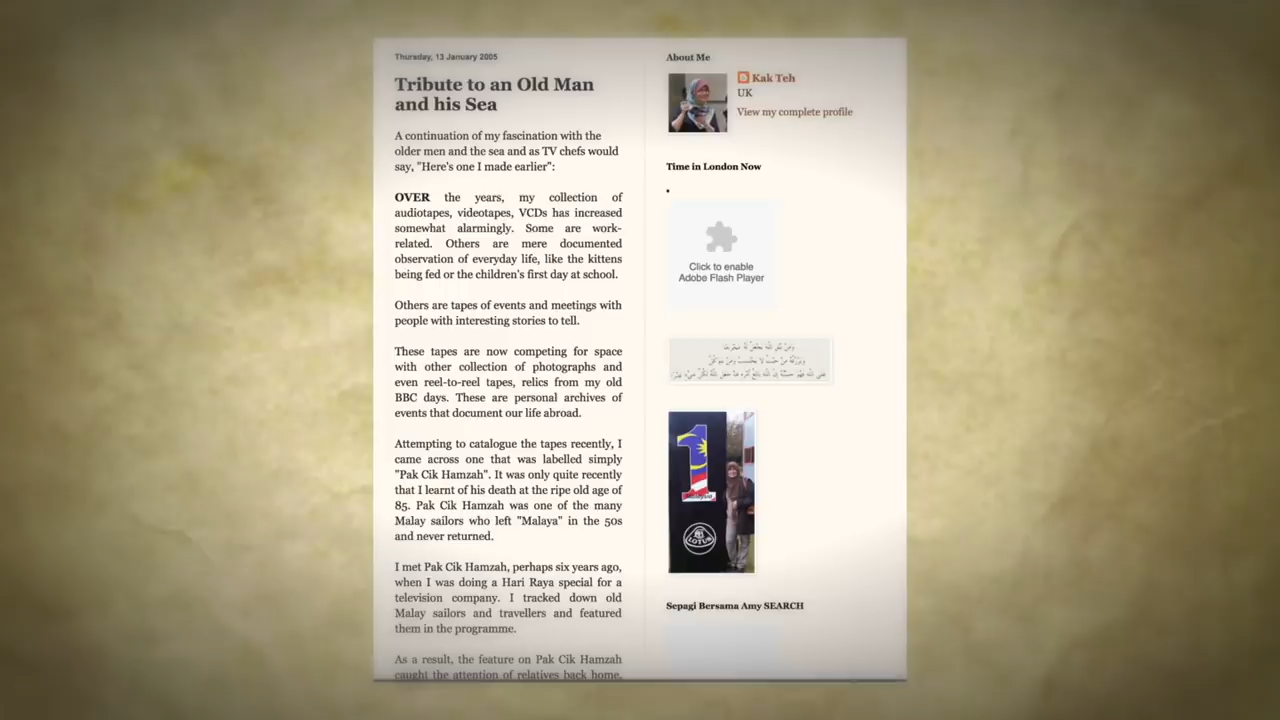 Thursday, 13 January 2005
Tribute to an Old Man
and his Sea
A continuation of my fascination with the
older men and the sea and as TV chefs would
say, "Here's one I made earlier":
OVER the years, my collection of
audiotapes, videotapes, VCDs has increased
somewhat alarmingly. Some are work-
related. Others are mere documented
observation of everyday life, like the kittens
being fed or the children's first day at school.
Others are tapes of events and meetings with
people with interesting stories to tell.
These tapes are now competing for space
with other collection of photographs and
even reel-to-reel tapes, relics from my old
BBC days. These are personal archives of
events that document our life abroad.
Attempting to catalogue the tapes recently, I
came across one that was labelled simply
"Pak Cik Hamzah". It was only quite recently
that I learnt of his death at the ripe old age of
85. Pak Cik Hamzah was one of the many
Malay sailors who left "Malaya" in the 50s
and never returned.
I met Pak Cik Hamzah, perhaps six years ago,
when I was doing a Hari Raya special for a
television company. I tracked down old
Malay sailors and travellers and featured
them in the programme.
As a result, the feature on Pak Cik Hamzah
caught the attention of relatives back home.
About Me
Kak Teh
UK
View my complete profile
Time in London Now
Click to enable
Adobe Flash Player
1
LOTUS
Sepagi Bersama Amy SEARCH